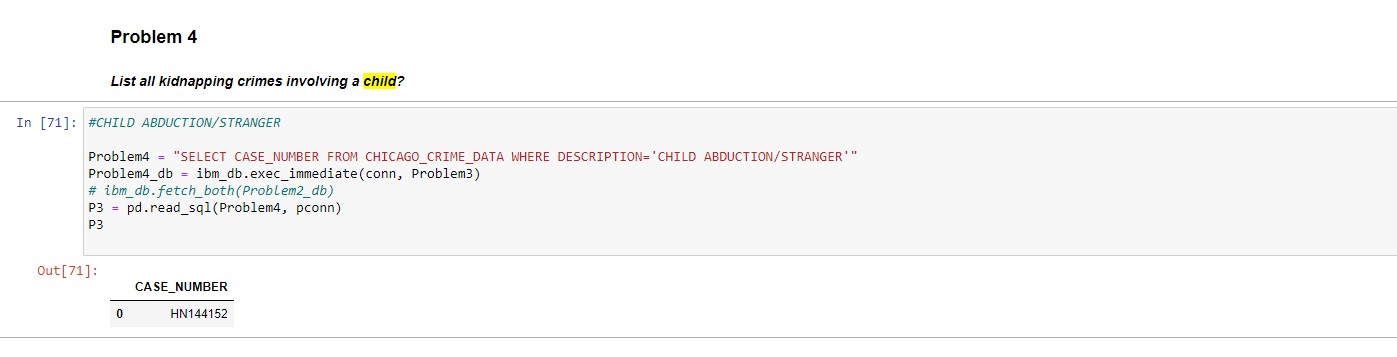 Problem 4
List all kidnapping crimes involving a child?
In [71]: #CHILD ABDUCTION/STRANGER
Problem4 = "SELECT CASE_NUMBER FROM CHICAGO_CRIME_DATA WHERE DESCRIPTION='CHILD ABDUCTION/STRANGER'"
Problem4_db = ibm_db.exec_immediate(conn, Problem3)
# ibm_db.fetch_both(Problem2_db)
P3 = pd.read_sql(Problem4, pconn)
P3
Out[71]:
CASE_NUMBER
0 HN144152